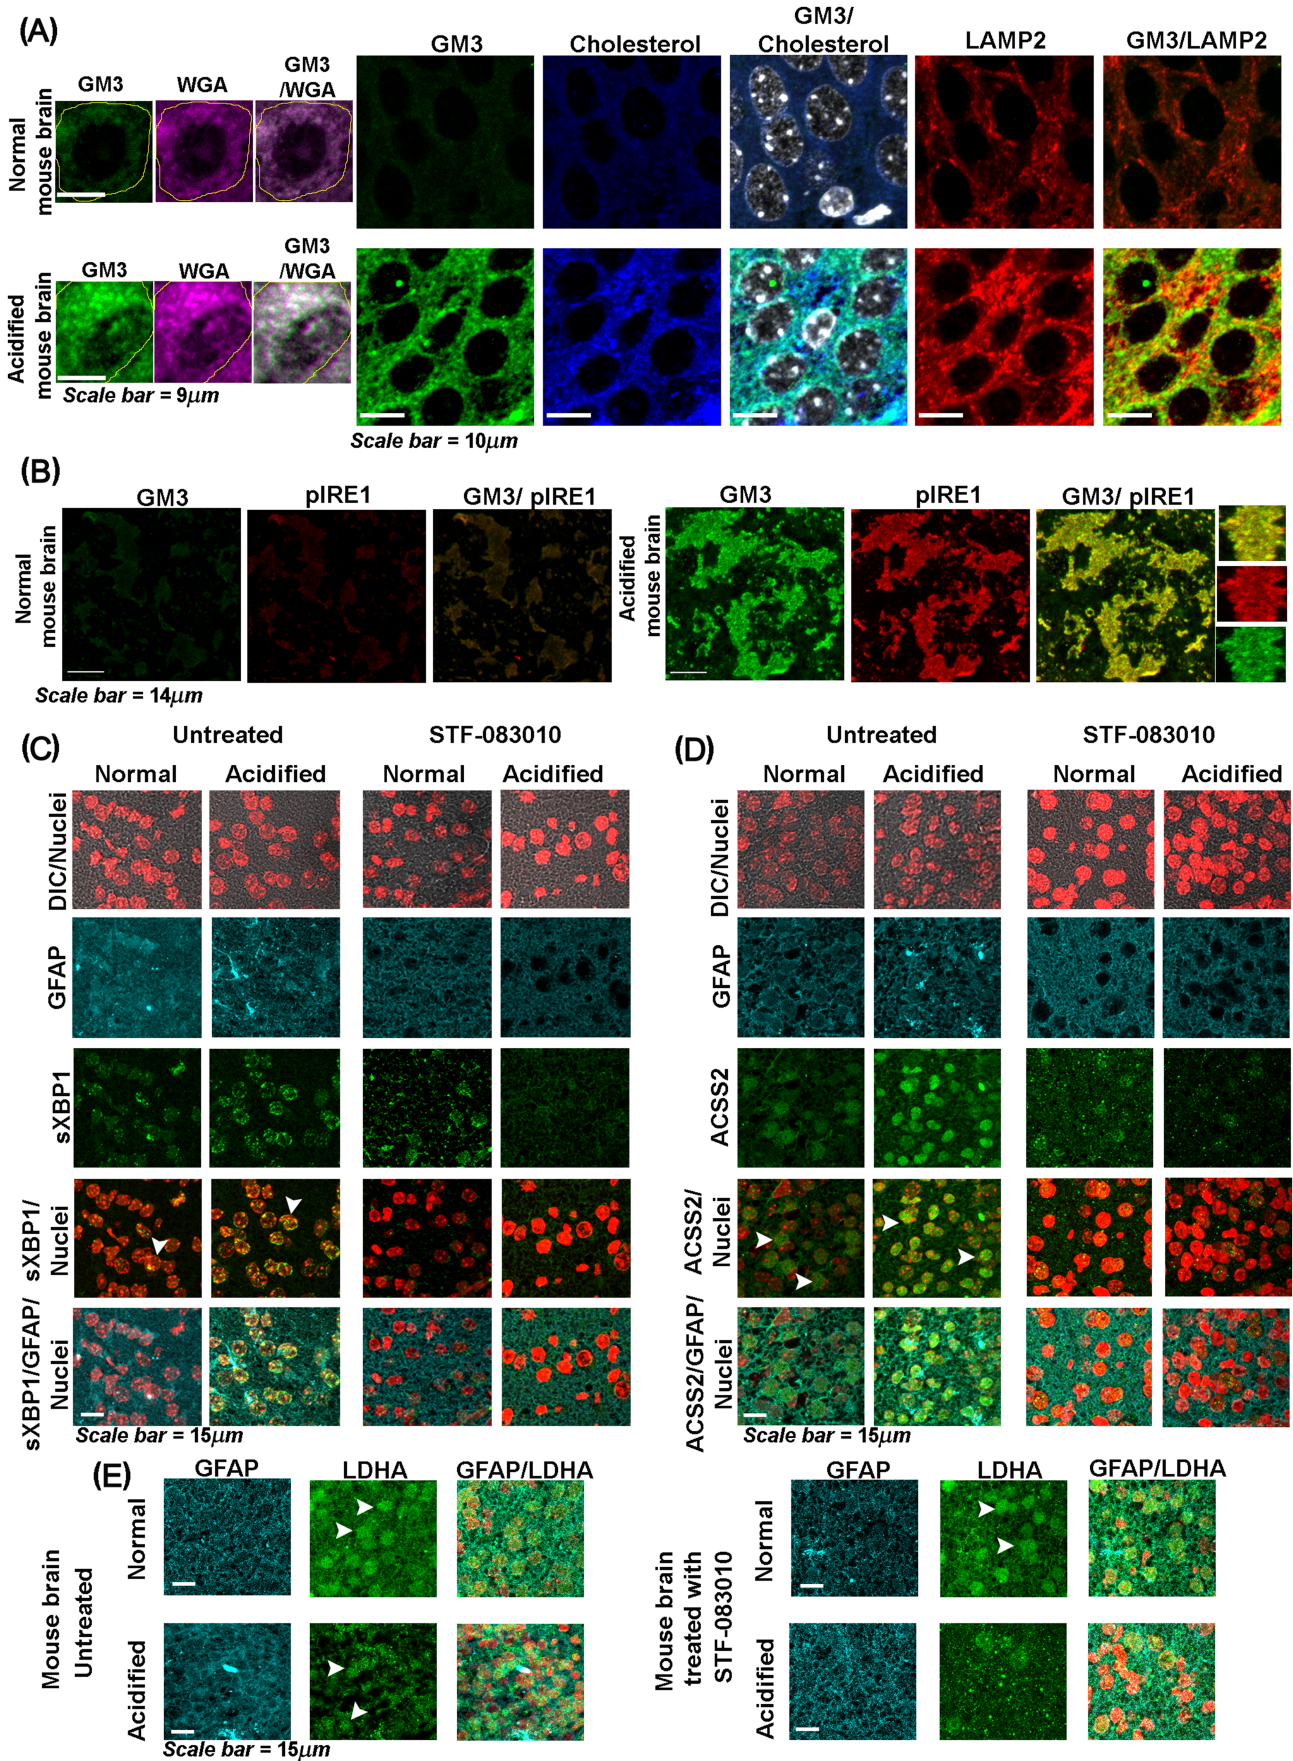 (A)
GM3
Cholesterol
GM3/
Cholesterol
LAMP2
GM3/LAMP2
Normal
mouse brain
GM3
WGA
GM3
/WGA
Acidified
mouse brain
GM3
WGA
GM3
/WGA
Scale bar = 9μm
Scale bar = 10μm
(B)
GM3
pIRE1
GM3/ pIRE1
GM3
pIRE1
GM3/ pIRE1
Normal
mouse brain
Acidified
mouse brain
Scale bar = 14μm
(C)
Untreated
STF-083010
Normal
Acidified
Normal
Acidified
DIC/Nuclei
GFAP
sXBP1
sXBP1/
Nuclei
sXBP1/GFAP/
Nuclei
Scale bar = 15μm
(D)
Untreated
STF-083010
Normal
Acidified
Normal
Acidified
DIC/Nuclei
GFAP
ACSS2
ACSS2/
Nuclei
ACSS2/GFAP/
Nuclei
Scale bar = 15μm
(E)
GFAP
LDHA
GFAP/LDHA
Mouse brain
Untreated
Normal
Acidified
Scale bar = 15μm
GFAP
LDHA
GFAP/LDHA
Mouse brain
treated with
STF-083010
Normal
Acidified